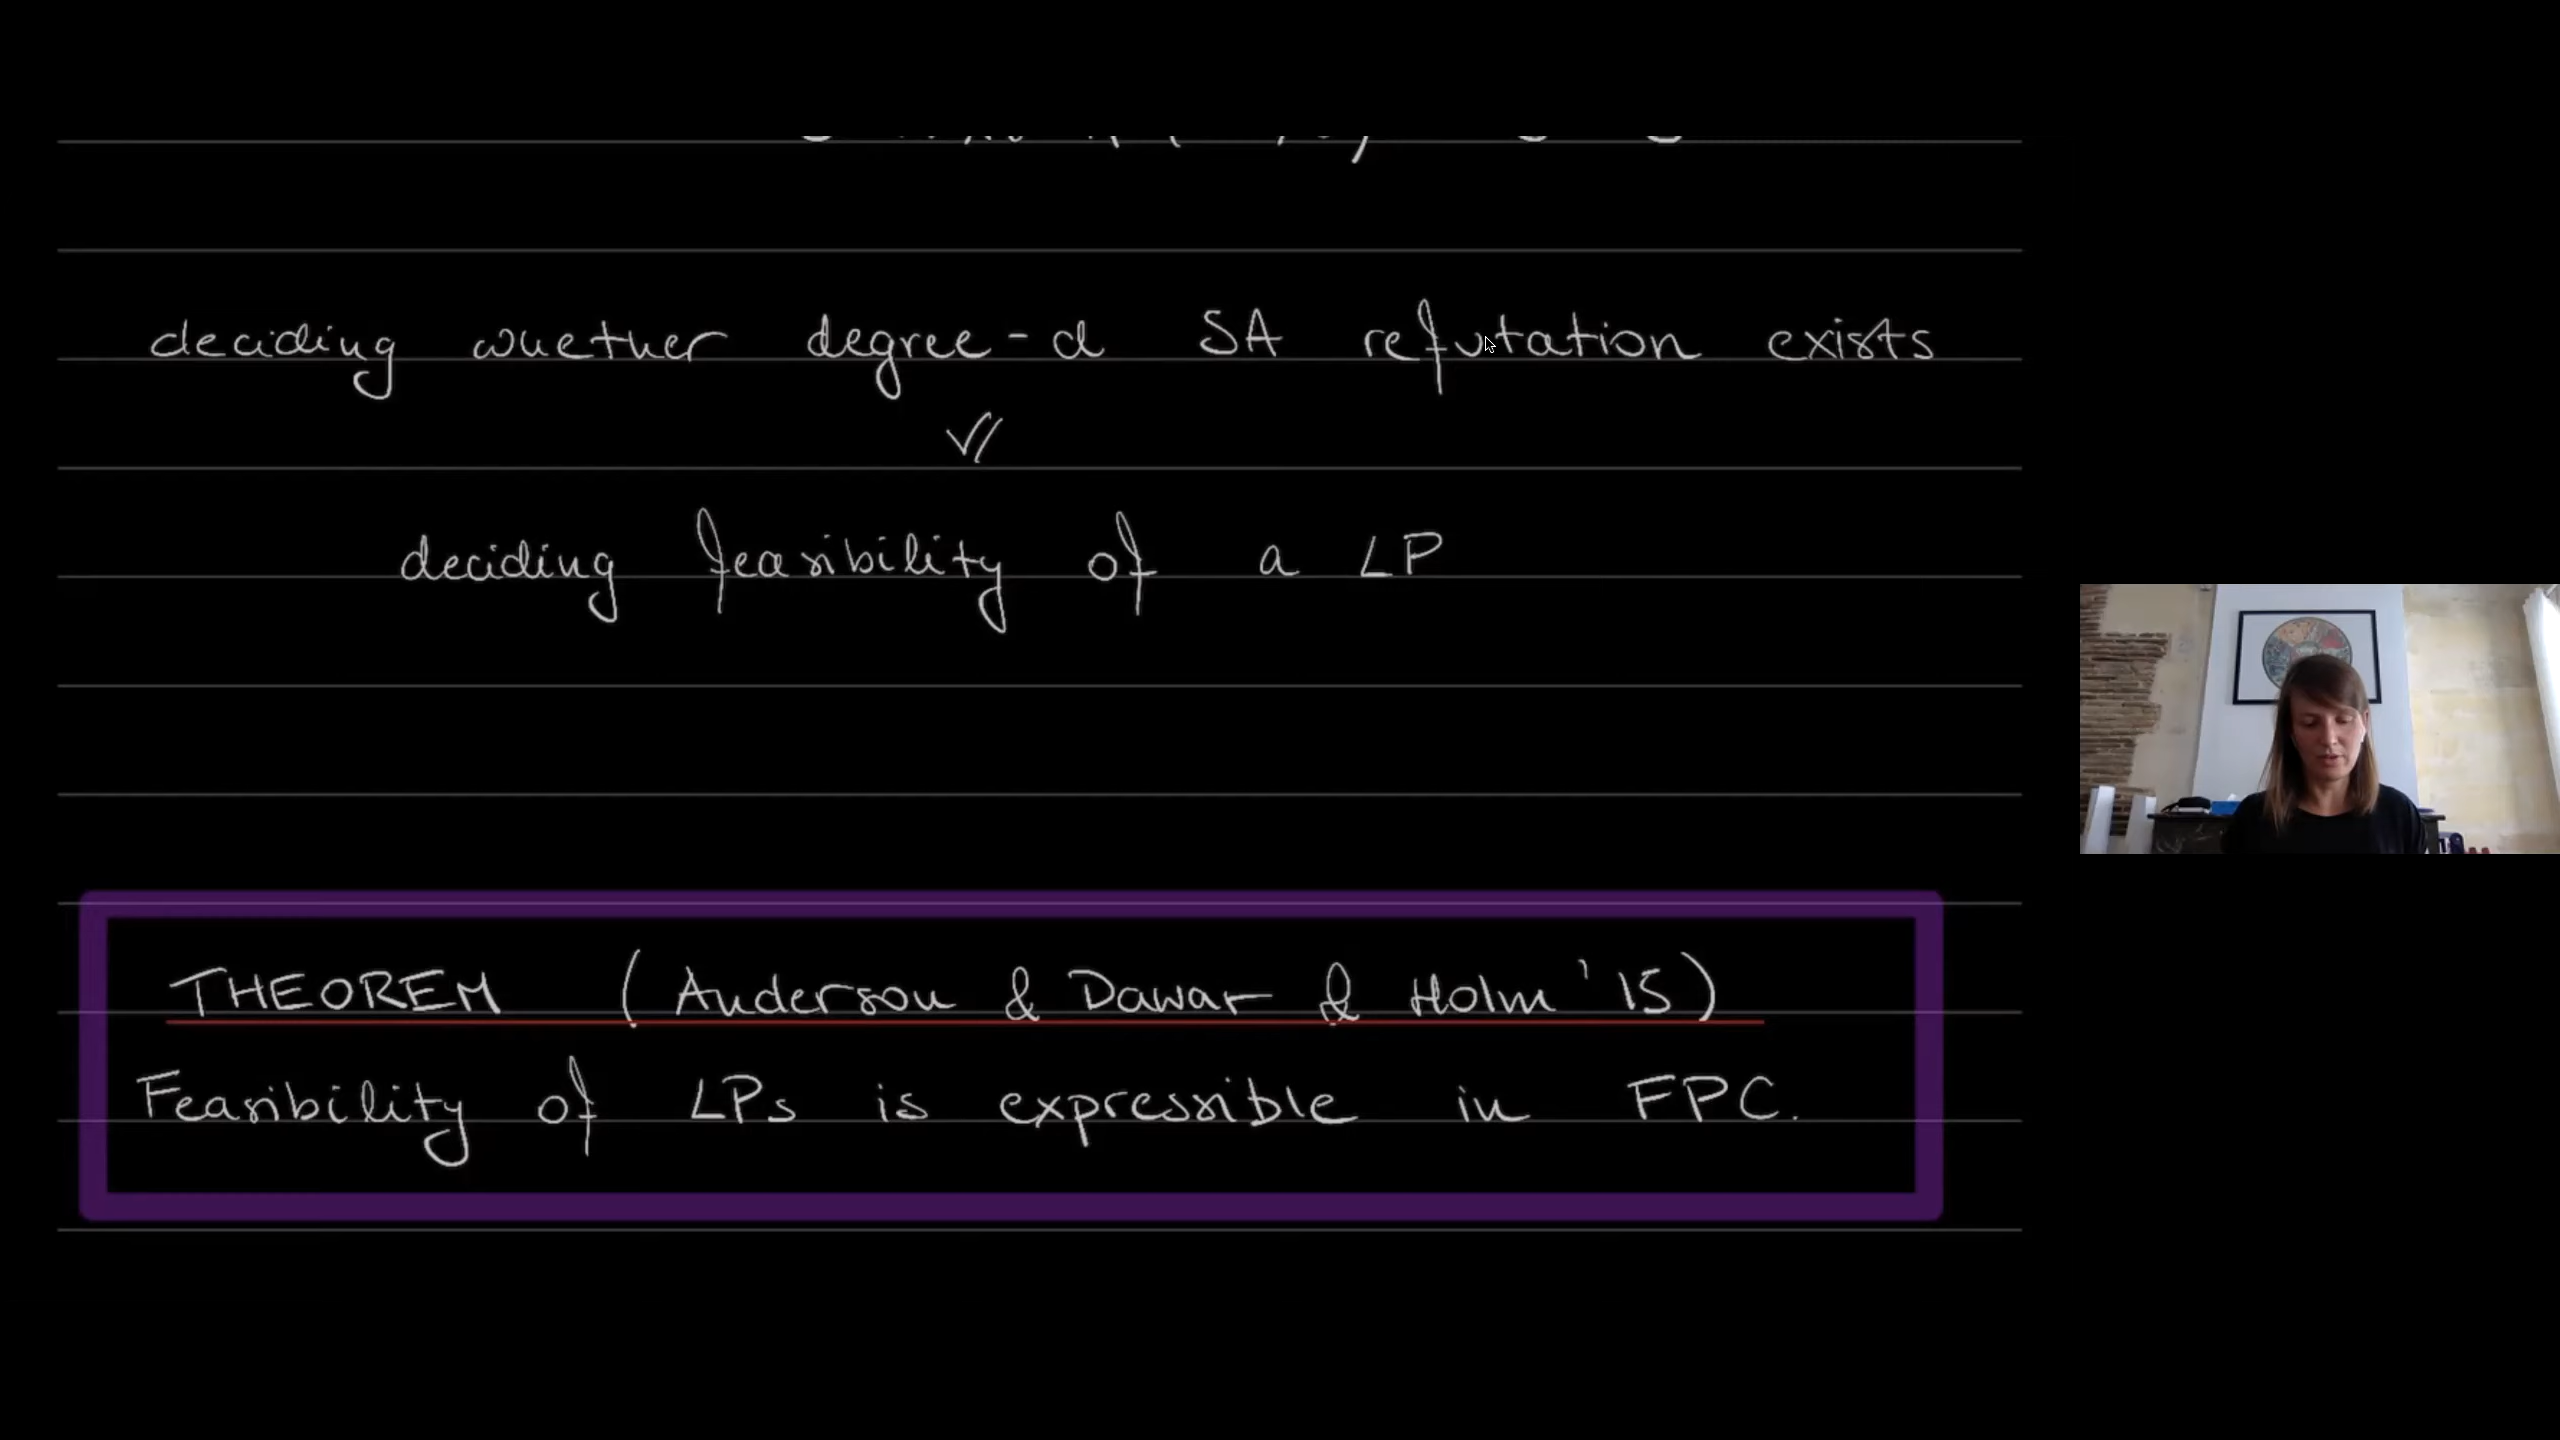 deciding whether degree-d SA refutation exists
deciding feasibility of a LP
THEOREM (Anderson & Dawar & Holm '15)
Feasibility of LPs is expressible in FPC.